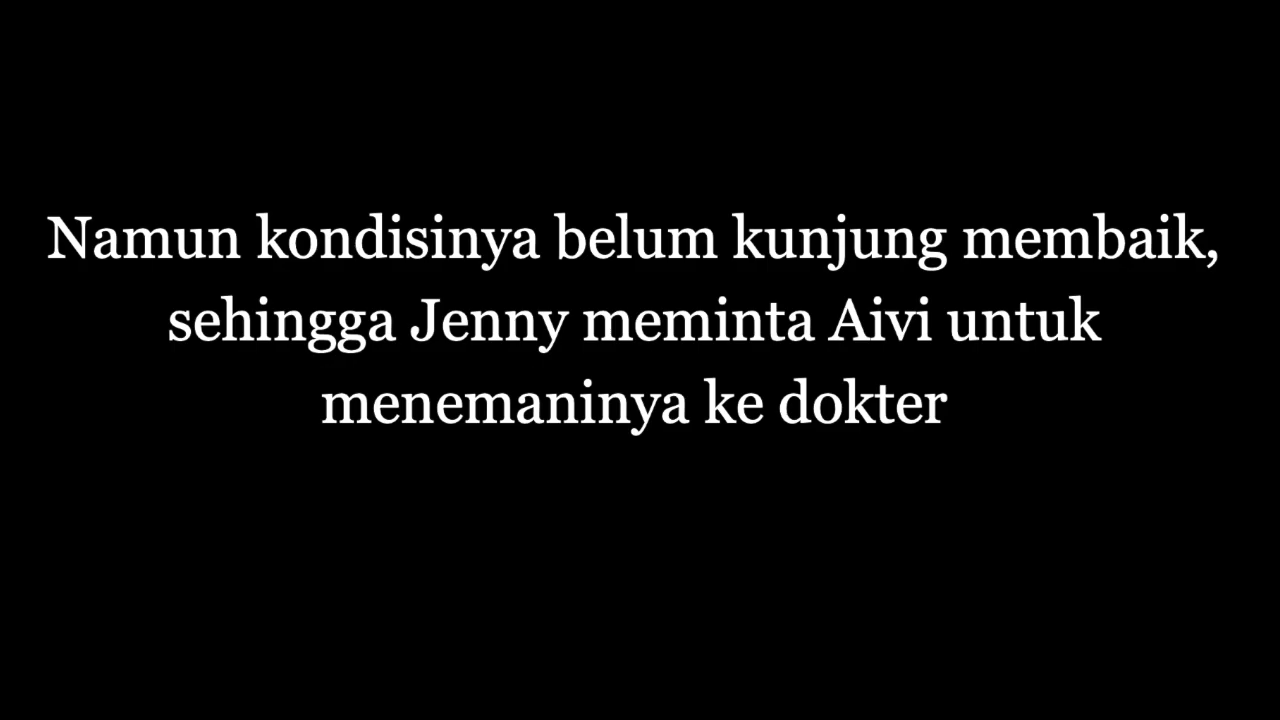 Namun kondisinya belum kunjung membaik,
sehingga Jenny meminta Aivi untuk
menemaninya ke dokter